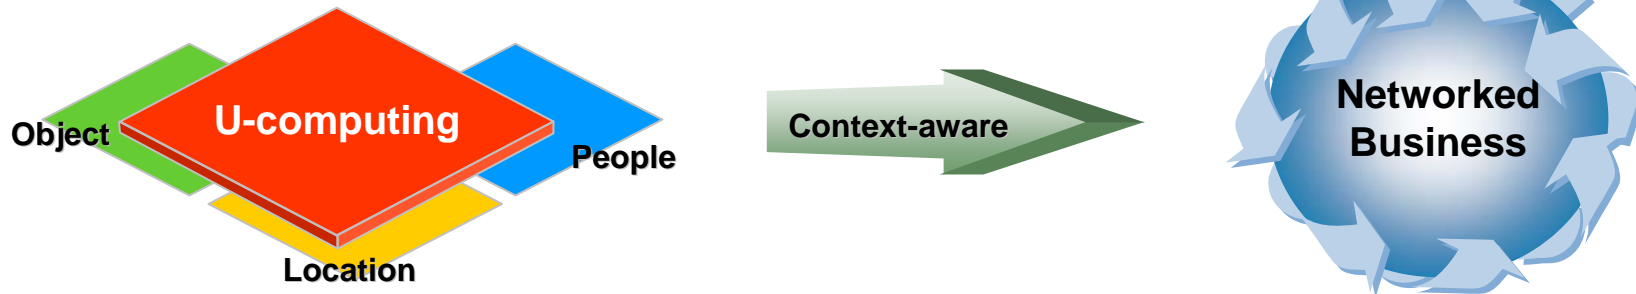 U-computing
Object
People
Location
Context-aware
Networked
Business